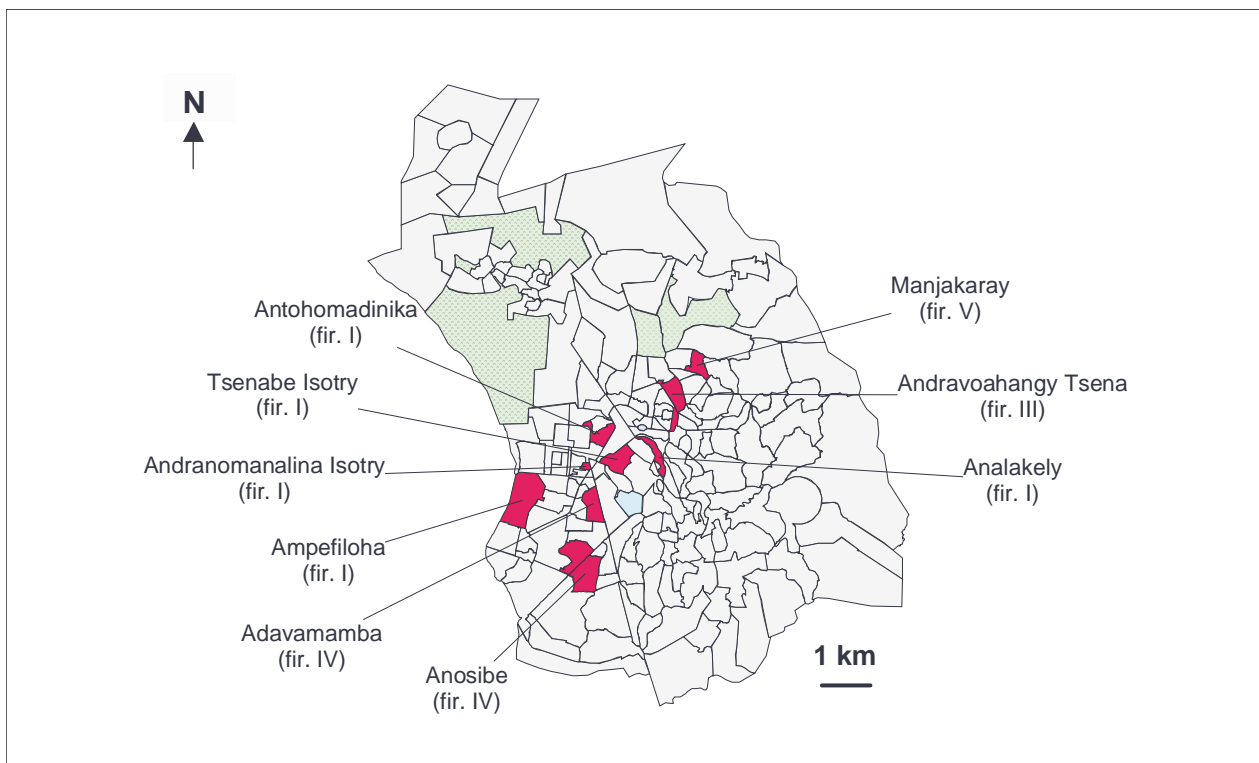 N
Manjakaray
(fir. V)
Antohomadinika
(fir. I)
Tsenabe Isotry
(fir. I)
Andravoahangy Tsena
(fir. III)
Andranomanalina Isotry
(fir. I)
Analakely
(fir. I)
Ampefiloha
(fir. I)
Adavamamba
(fir. IV)
Anosibe
(fir. IV)
1 km